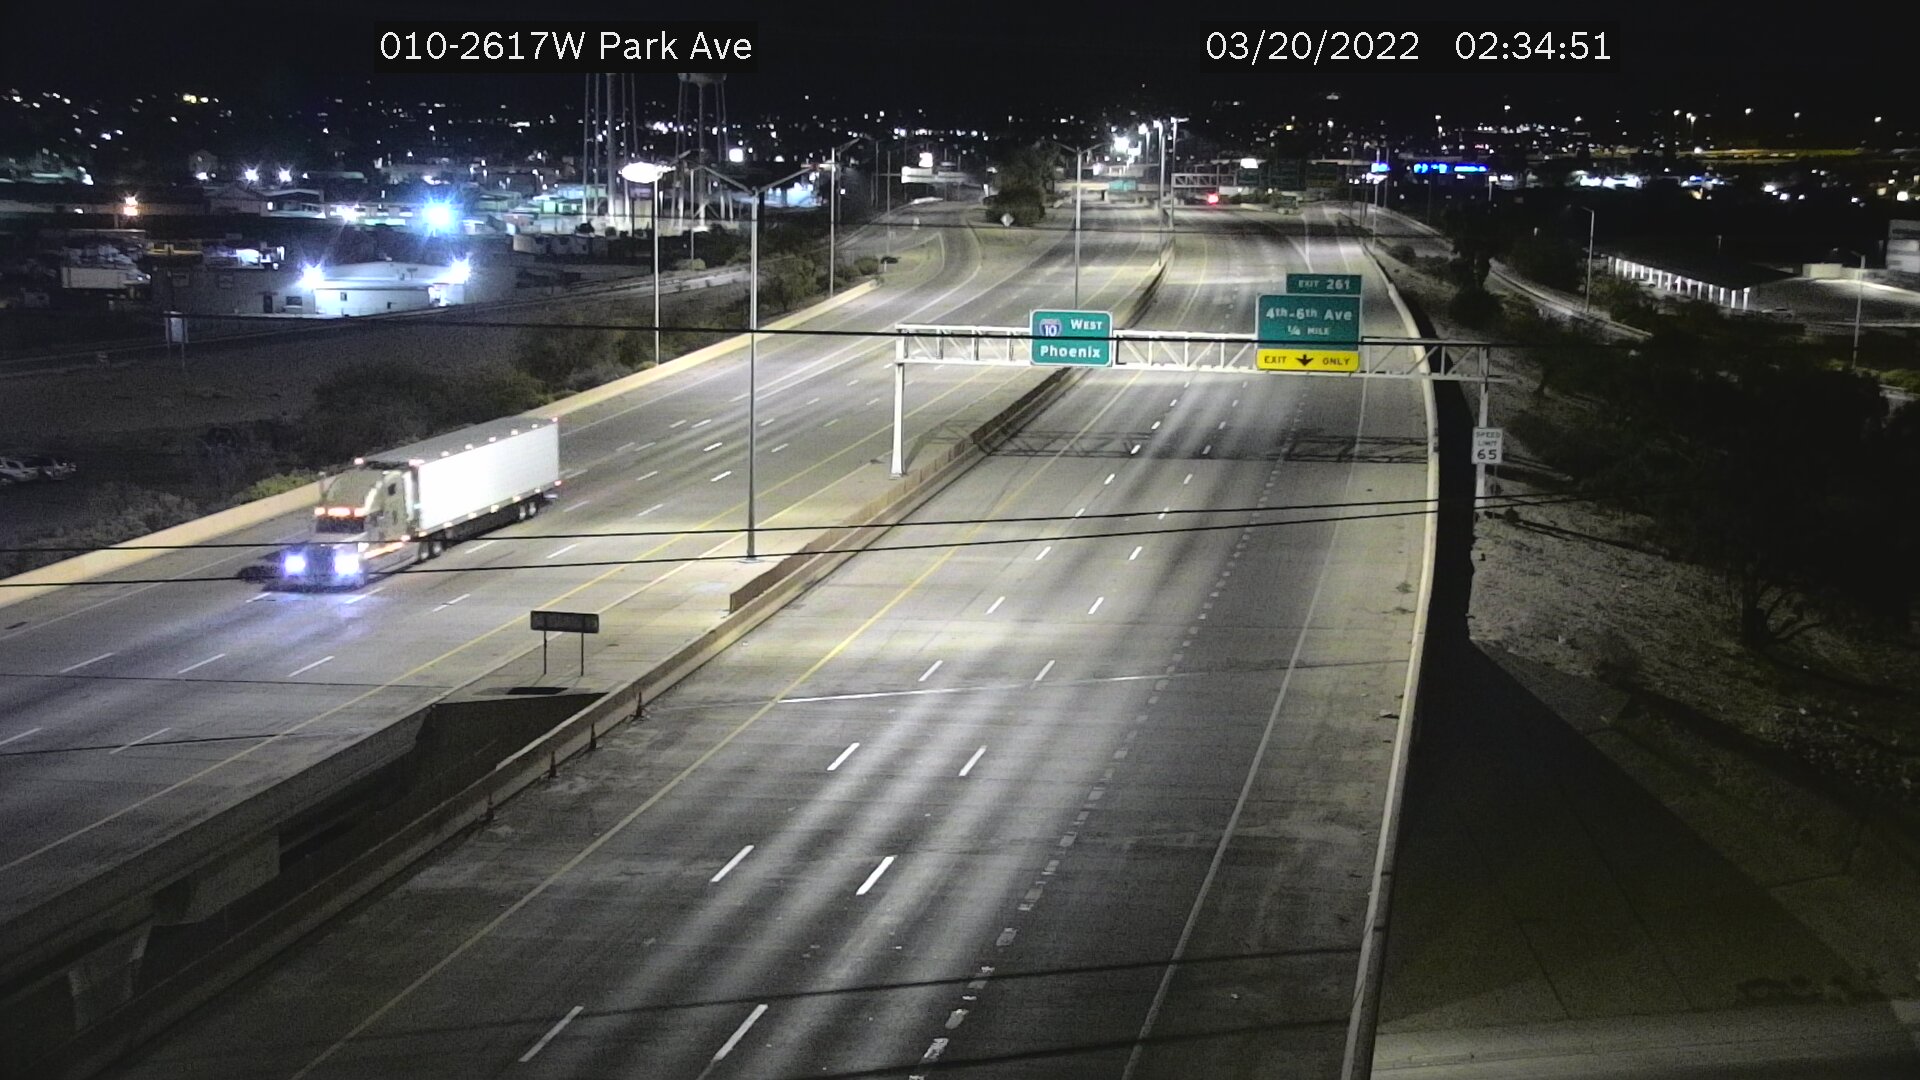 010-2617W Park Ave
03/20/2022 02:34:51
EXIT 261
10 WEST
Phoenix
4th-6th Ave
1/4 MILE
EXIT ONLY
SPEED
LIMIT
65